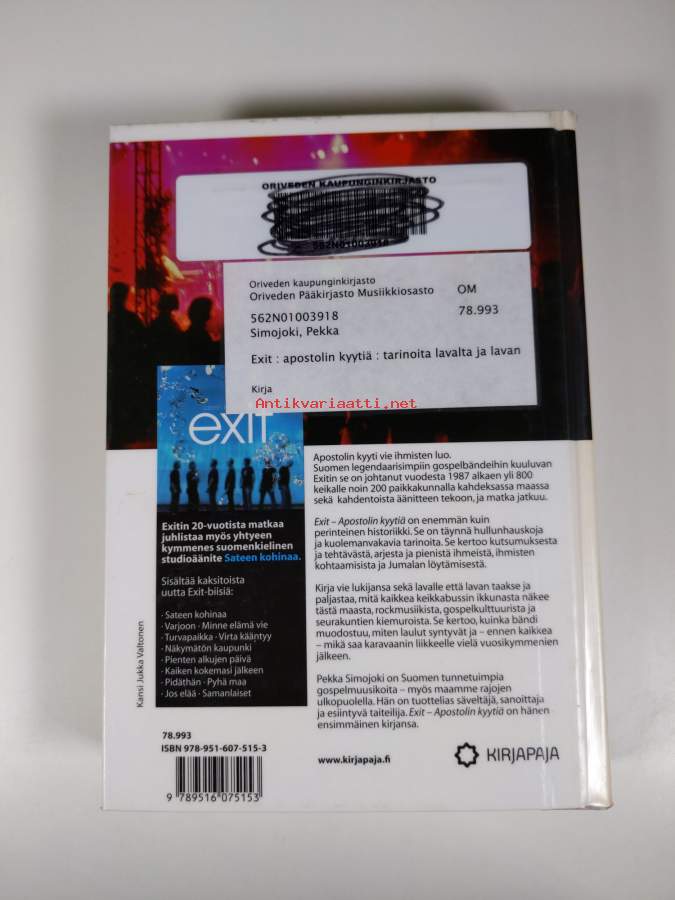 ORIVEDEN KAUPUNGINKIRJASTO
Oriveden kaupunginkirjasto
Oriveden Pääkirjasto Musiikkiosasto OM
562N01003918 78.993
Simojoki, Pekka
Exit : apostolin kyytiä : tarinoita lavalta ja lavan
Kirja
Antikvariaatti.net
exit
Exitin 20-vuotista matkaa
juhlistaa myös yhtyeen
kymmenes suomenkielinen
studioäänite Sateen kohinaa.
Sisältää kaksitoista
uutta Exit-biisiä:
· Sateen kohinaa
· Varjoon · Minne elämä vie
· Turvapaikka · Virta kääntyy
· Näkymätön kaupunki
· Pienten alkujen päivä
· Kaiken kokemasi jälkeen
· Pidäthän · Pyhä maa
· Jos elää · Samanlaiset
Kansi Jukka Valtonen
Apostolin kyyti vie ihmisten luo.
Suomen legendaarisimpiin gospelbändeihin kuuluvan
Exitin se on johtanut vuodesta 1987 alkaen yli 800
keikalle noin 200 paikkakunnalla kahdeksassa maassa
sekä kahdentoista äänitteen tekoon, ja matka jatkuu.
Exit – Apostolin kyytiä on enemmän kuin
perinteinen historiikki. Se on täynnä hullunhauskoja
ja kuolemanvakavia tarinoita. Se kertoo kutsumuksesta
ja tehtävästä, arjesta ja pienistä ihmeistä, ihmisten
kohtaamisista ja Jumalan löytämisestä.
Kirja vie lukijansa sekä lavalle että lavan taakse ja
paljastaa, mitä kaikkea keikkabussin ikkunasta näkee
tästä maasta, rockmusiikista, gospelkulttuurista ja
seurakuntien kiemuroista. Se kertoo, kuinka bändi
muodostuu, miten laulut syntyvät ja – ennen kaikkea
– mikä saa karavaanin liikkeelle vielä vuosikymmenien
jälkeen.
Pekka Simojoki on Suomen tunnetuimpia
gospelmuusikoita – myös maamme rajojen
ulkopuolella. Hän on tuottelias säveltäjä, sanoittaja
ja esiintyvä taiteilija. Exit – Apostolin kyytiä on hänen
ensimmäinen kirjansa.
78.993
ISBN 978-951-607-515-3
9 789516 075153
www.kirjapaja.fi
KIRJAPAJA